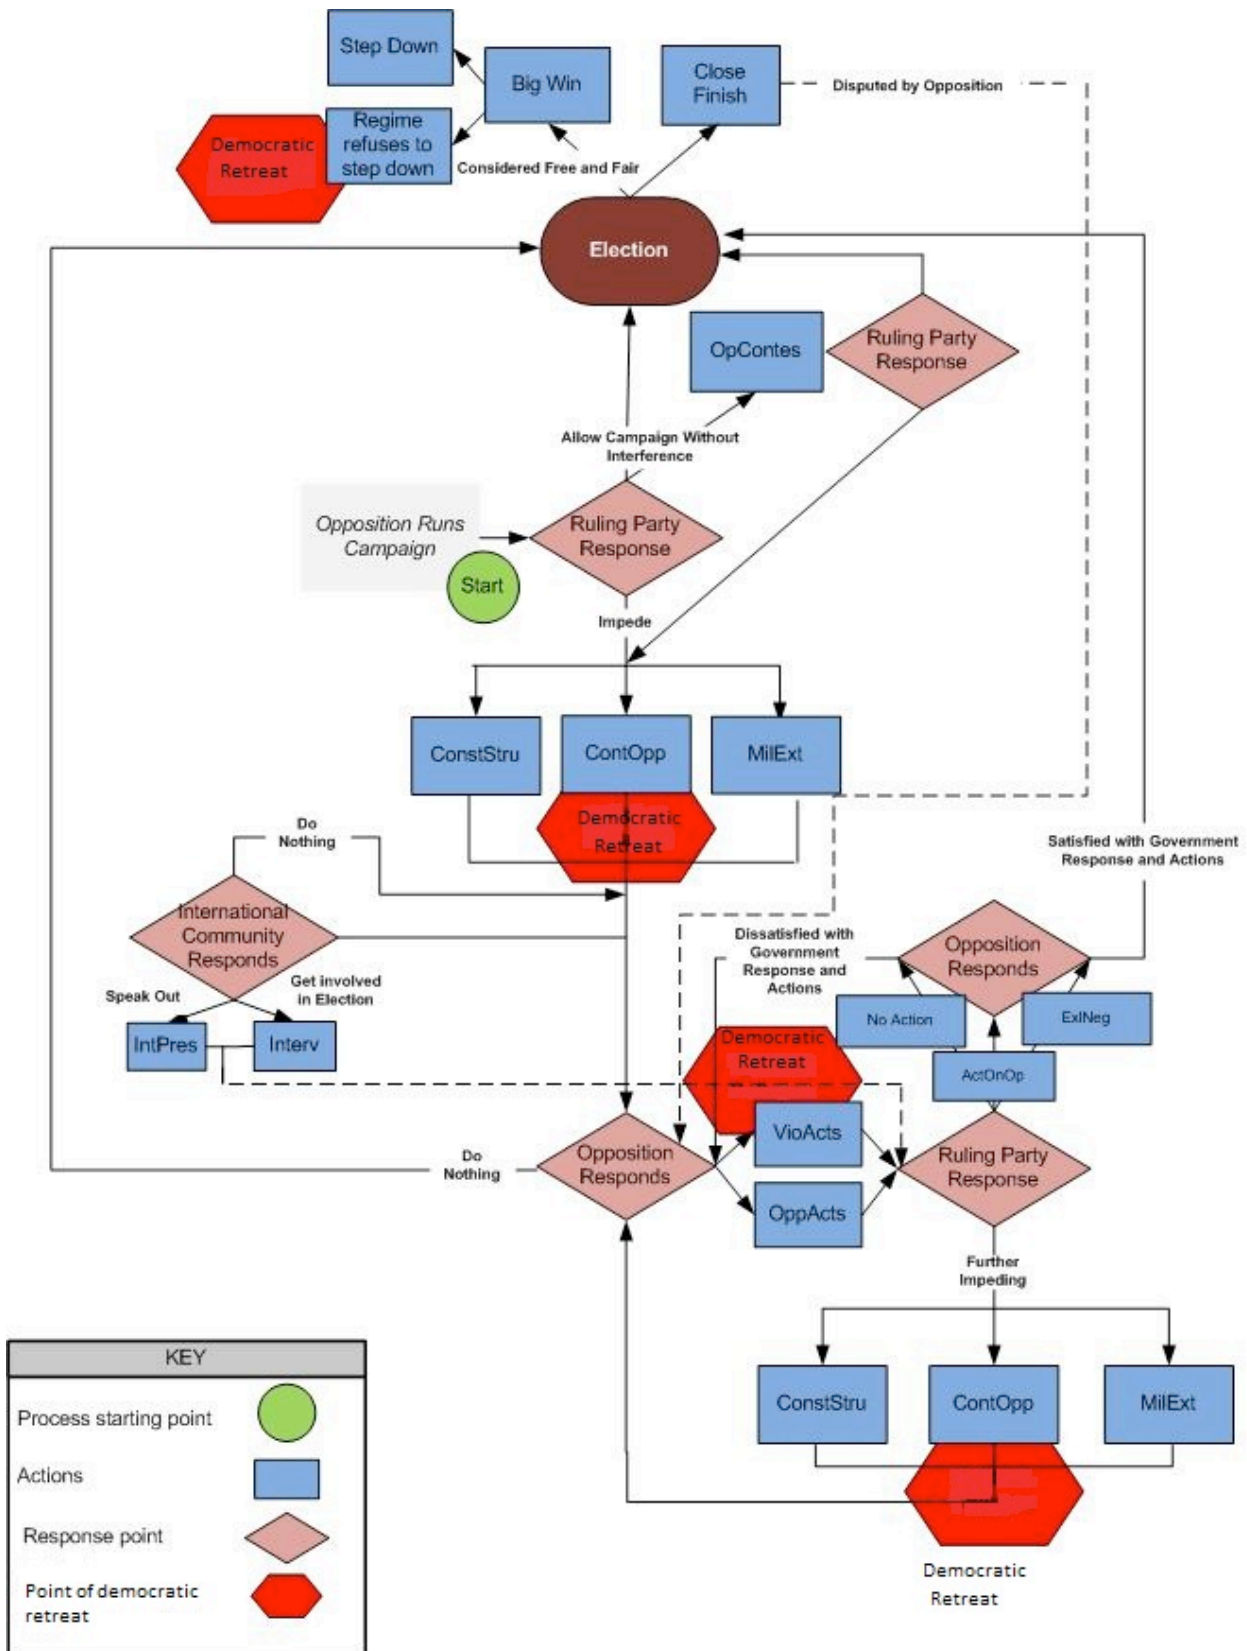 Step Down
Big Win
Close
Finish
Disputed by Opposition
Democratic
Retreat
Regime
refuses to
step down
Considered Free and Fair
Election
OpContes
Ruling Party
Response
Allow Campaign Without
Interference
Opposition Runs
Campaign
Ruling Party
Response
Start
Impede
ConstStru
ContOpp
MilExt
Democratic
Retreat
Do
Nothing
Satisfied with Government
Response and Actions
International
Community
Responds
Dissatisfied with
Government
Response and
Actions
Opposition
Responds
Speak Out
Get involved
in Election
IntPres
Interv
No Action
ExlNeg
Democratic
Retreat
ActOnOp
VioActs
Do
Nothing
Opposition
Responds
Ruling Party
Response
OppActs
Further
Impeding
ConstStru
ContOpp
MilExt
Democratic
Retreat
KEY
Process starting point
Actions
Response point
Point of democratic
retreat